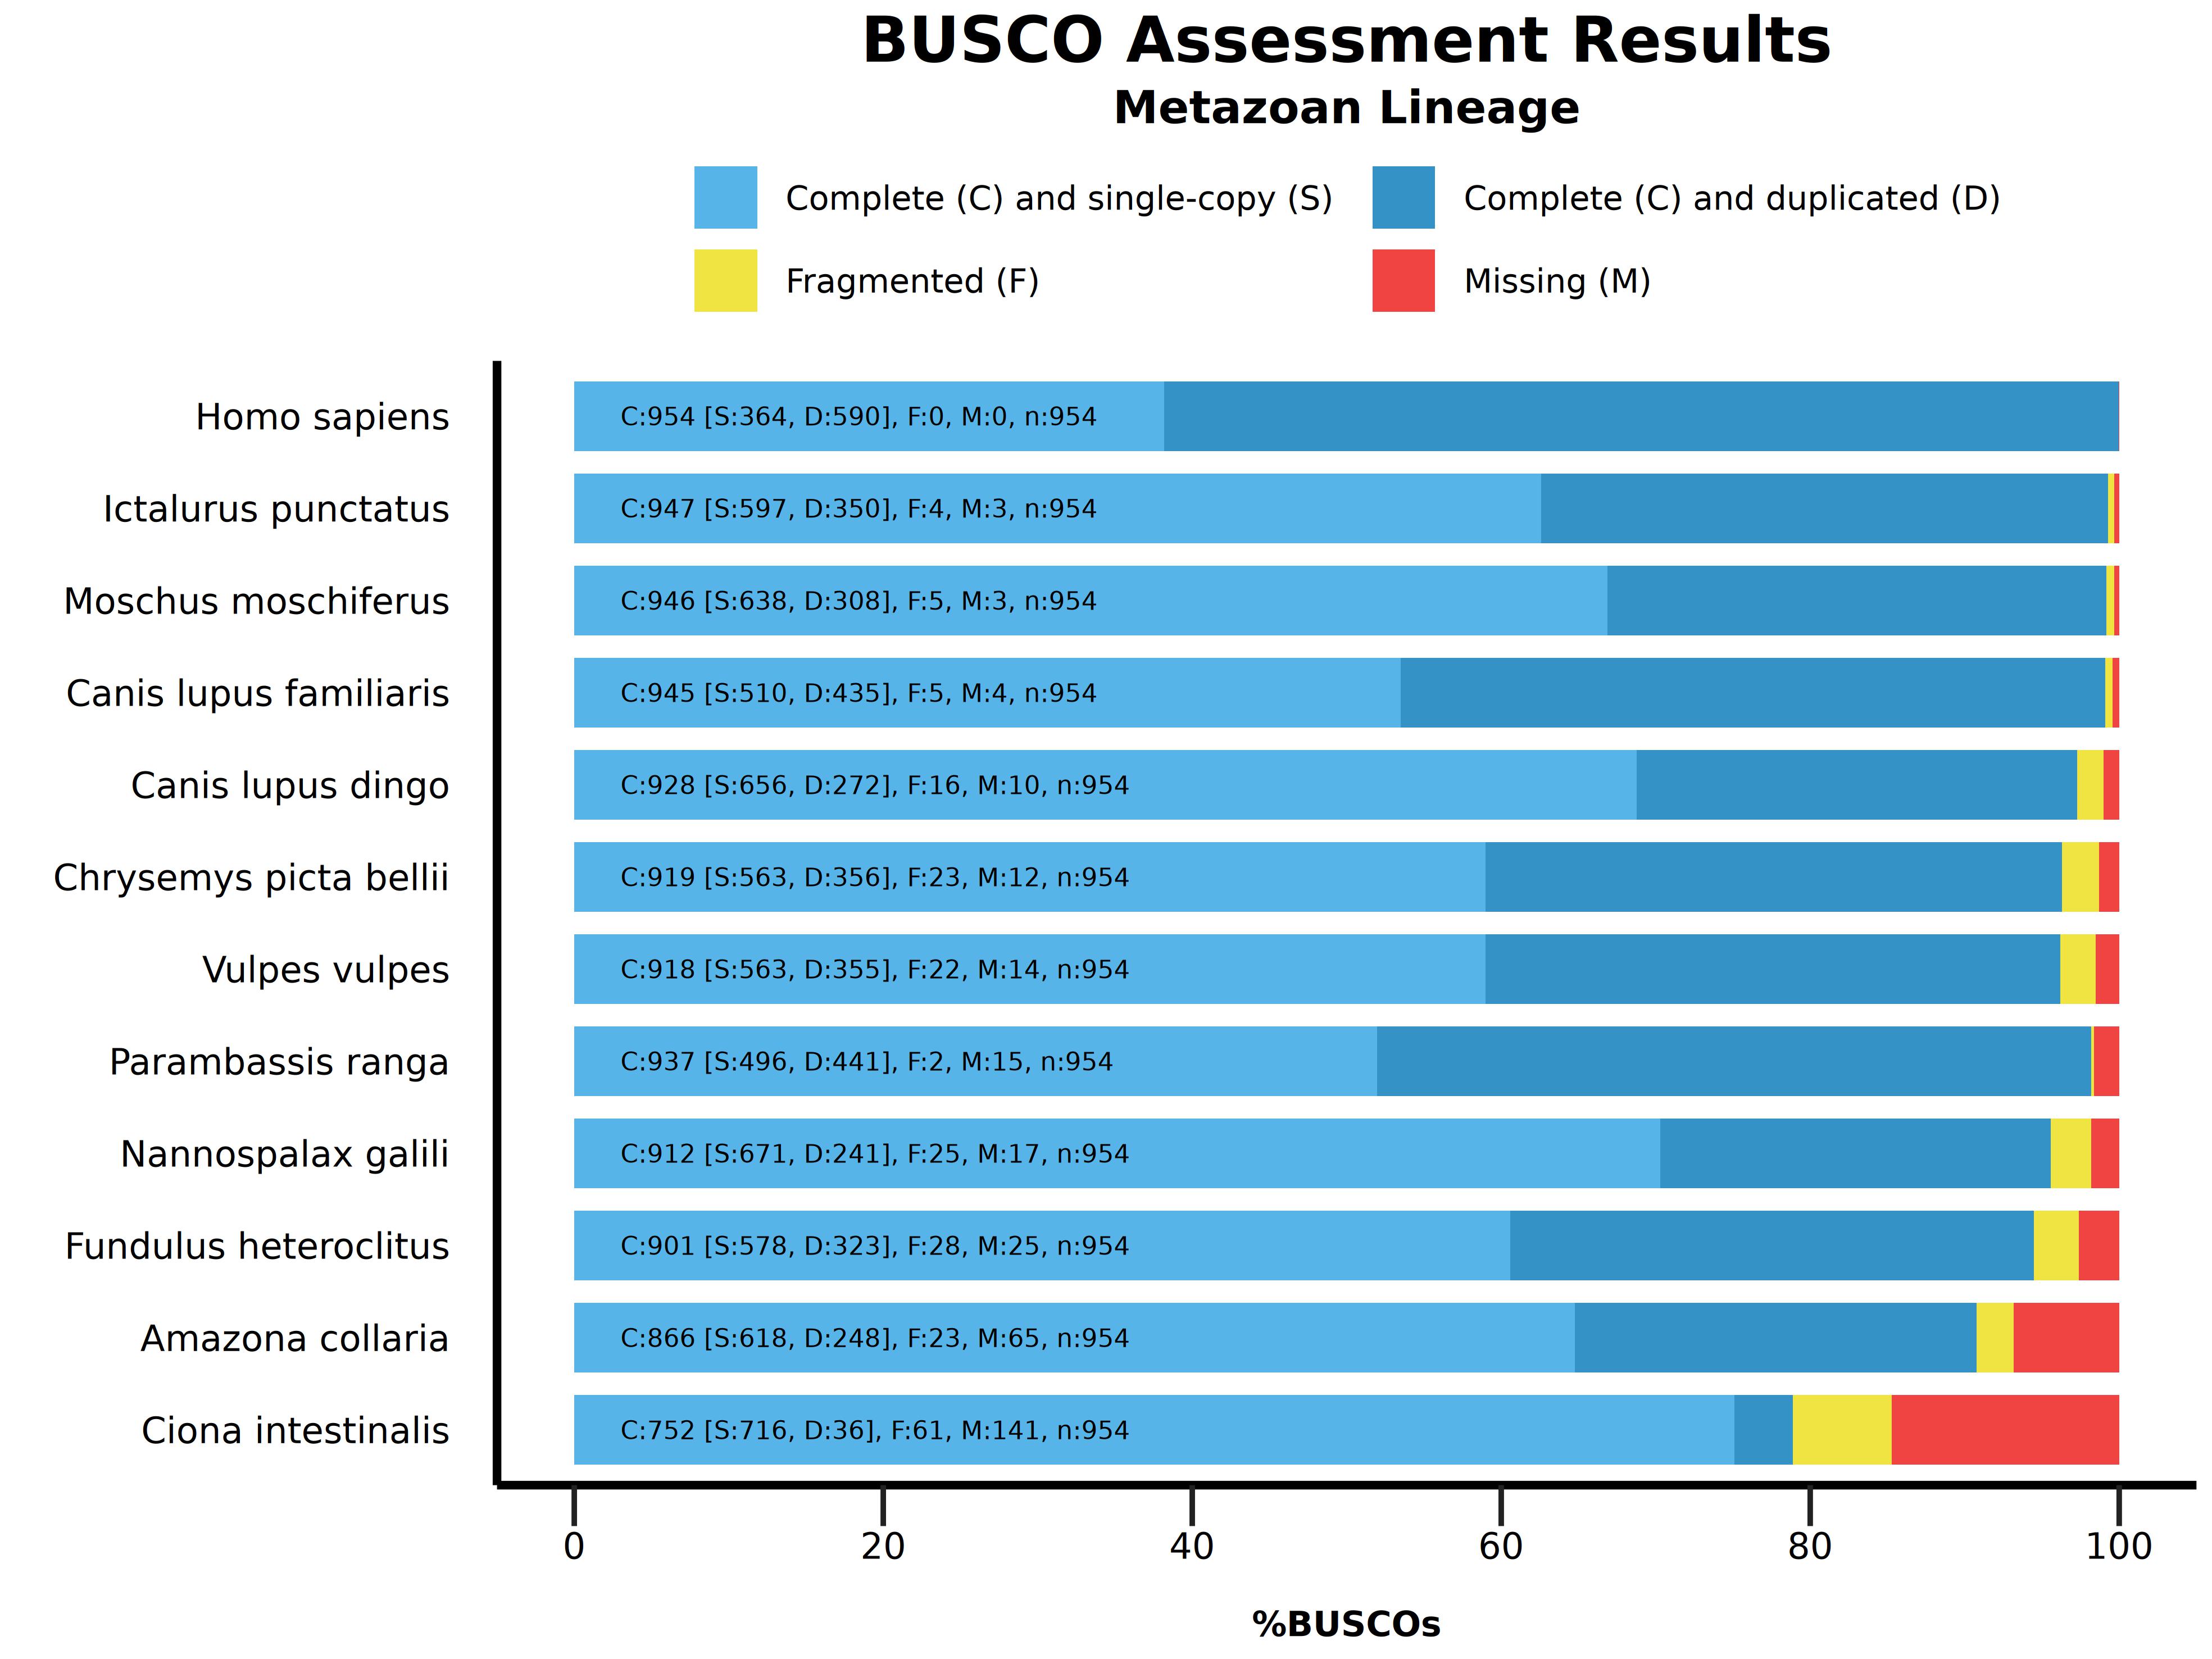 BUSCO Assessment Results
Metazoan Lineage
Complete (C) and single-copy (S) Complete (C) and duplicated (D)
Fragmented (F) Missing (M)
Homo sapiens C:954 [S:364, D:590], F:0, M:0, n:954
Ictalurus punctatus C:947 [S:597, D:350], F:4, M:3, n:954
Moschus moschiferus C:946 [S:638, D:308], F:5, M:3, n:954
Canis lupus familiaris C:945 [S:510, D:435], F:5, M:4, n:954
Canis lupus dingo C:928 [S:656, D:272], F:16, M:10, n:954
Chrysemys picta bellii C:919 [S:563, D:356], F:23, M:12, n:954
Vulpes vulpes C:918 [S:563, D:355], F:22, M:14, n:954
Parambassis ranga C:937 [S:496, D:441], F:2, M:15, n:954
Nannospalax galili C:912 [S:671, D:241], F:25, M:17, n:954
Fundulus heteroclitus C:901 [S:578, D:323], F:28, M:25, n:954
Amazona collaria C:866 [S:618, D:248], F:23, M:65, n:954
Ciona intestinalis C:752 [S:716, D:36], F:61, M:141, n:954
0 20 40 60 80 100
%BUSCOs